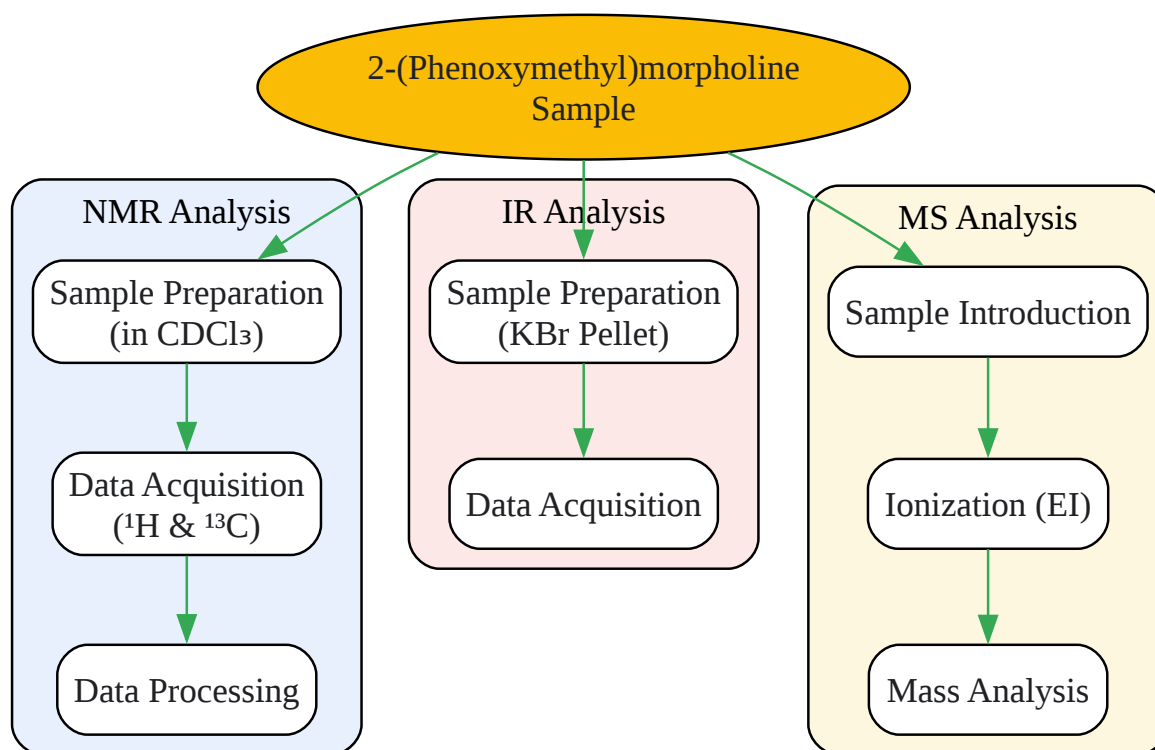 2-(Phenoxymethyl)morpholine
Sample
NMR Analysis
Sample Preparation
(in CDCl₃)
Data Acquisition
(¹H & ¹³C)
Data Processing
IR Analysis
Sample Preparation
(KBr Pellet)
Data Acquisition
MS Analysis
Sample Introduction
Ionization (EI)
Mass Analysis